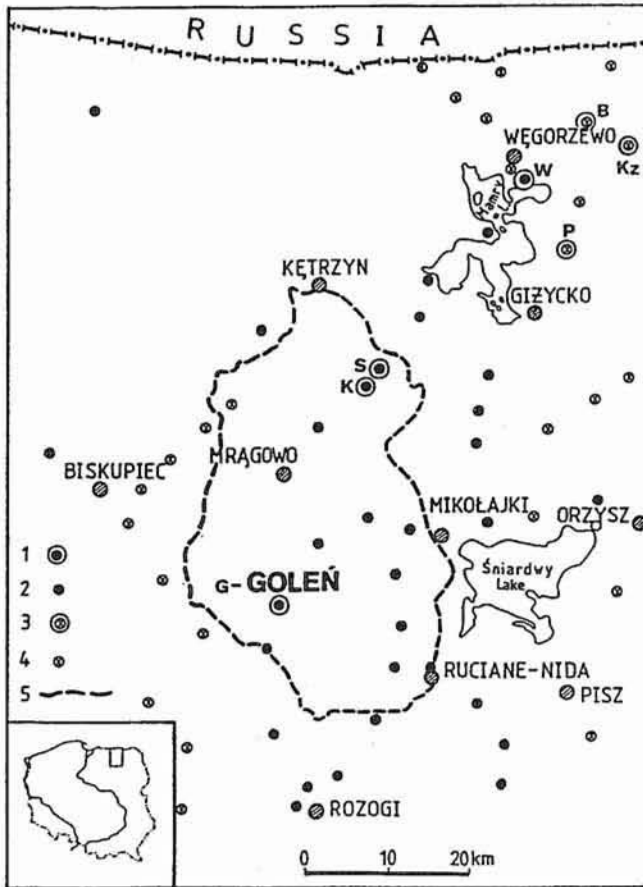 RUSSIA
B
WĘGORZEWO
W
Kz
Mamry
L.
P
KĘTRZYN
GIŻYCKO
S
K
MRĄGOWO
BISKUPIEC
MIKOŁAJKI
ORZYSZ
1
Śniardwy
Lake
2
G-GOLEŃ
3
4
5
RUCIANE-NIDA
PISZ
ROZOGI
0 10 20km